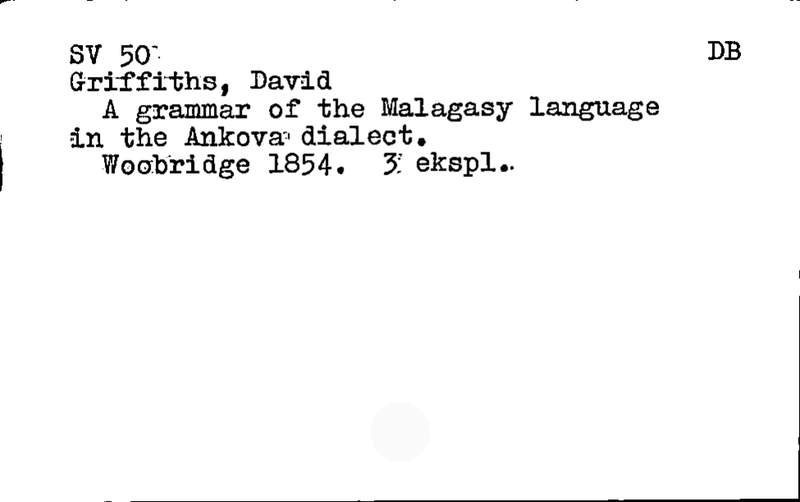 SV 50 DB
Griffiths, David
A grammar of the Malagasy language
in the Ankova dialect.
Woobridge 1854. 3 ekspl..